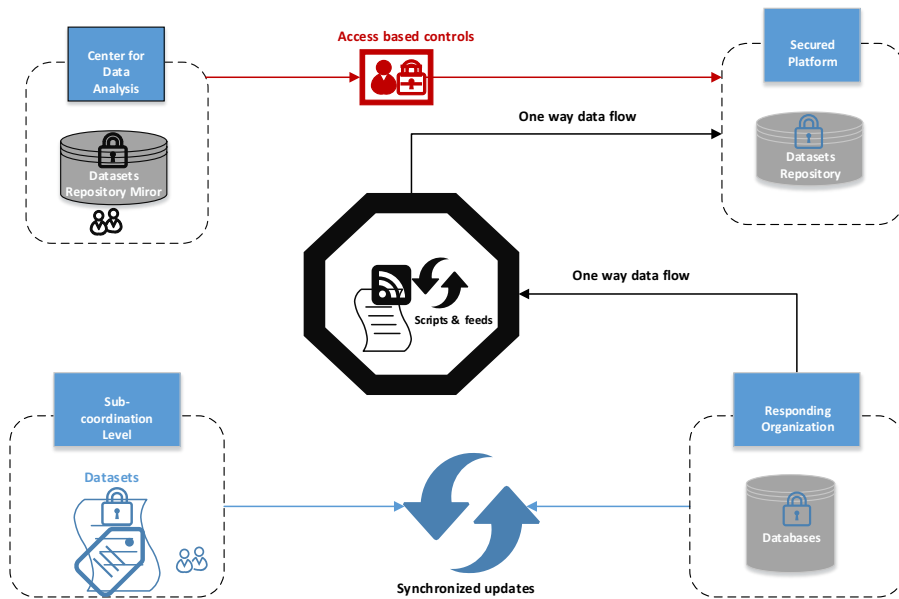 Access based controls
Center for
Data
Analysis
Secured
Platform
One way data flow
Datasets
Repository Miror
Datasets
Repository
One way data flow
Scripts & feeds
Sub-
coordination
Level
Responding
Organization
Datasets
Databases
Synchronized updates